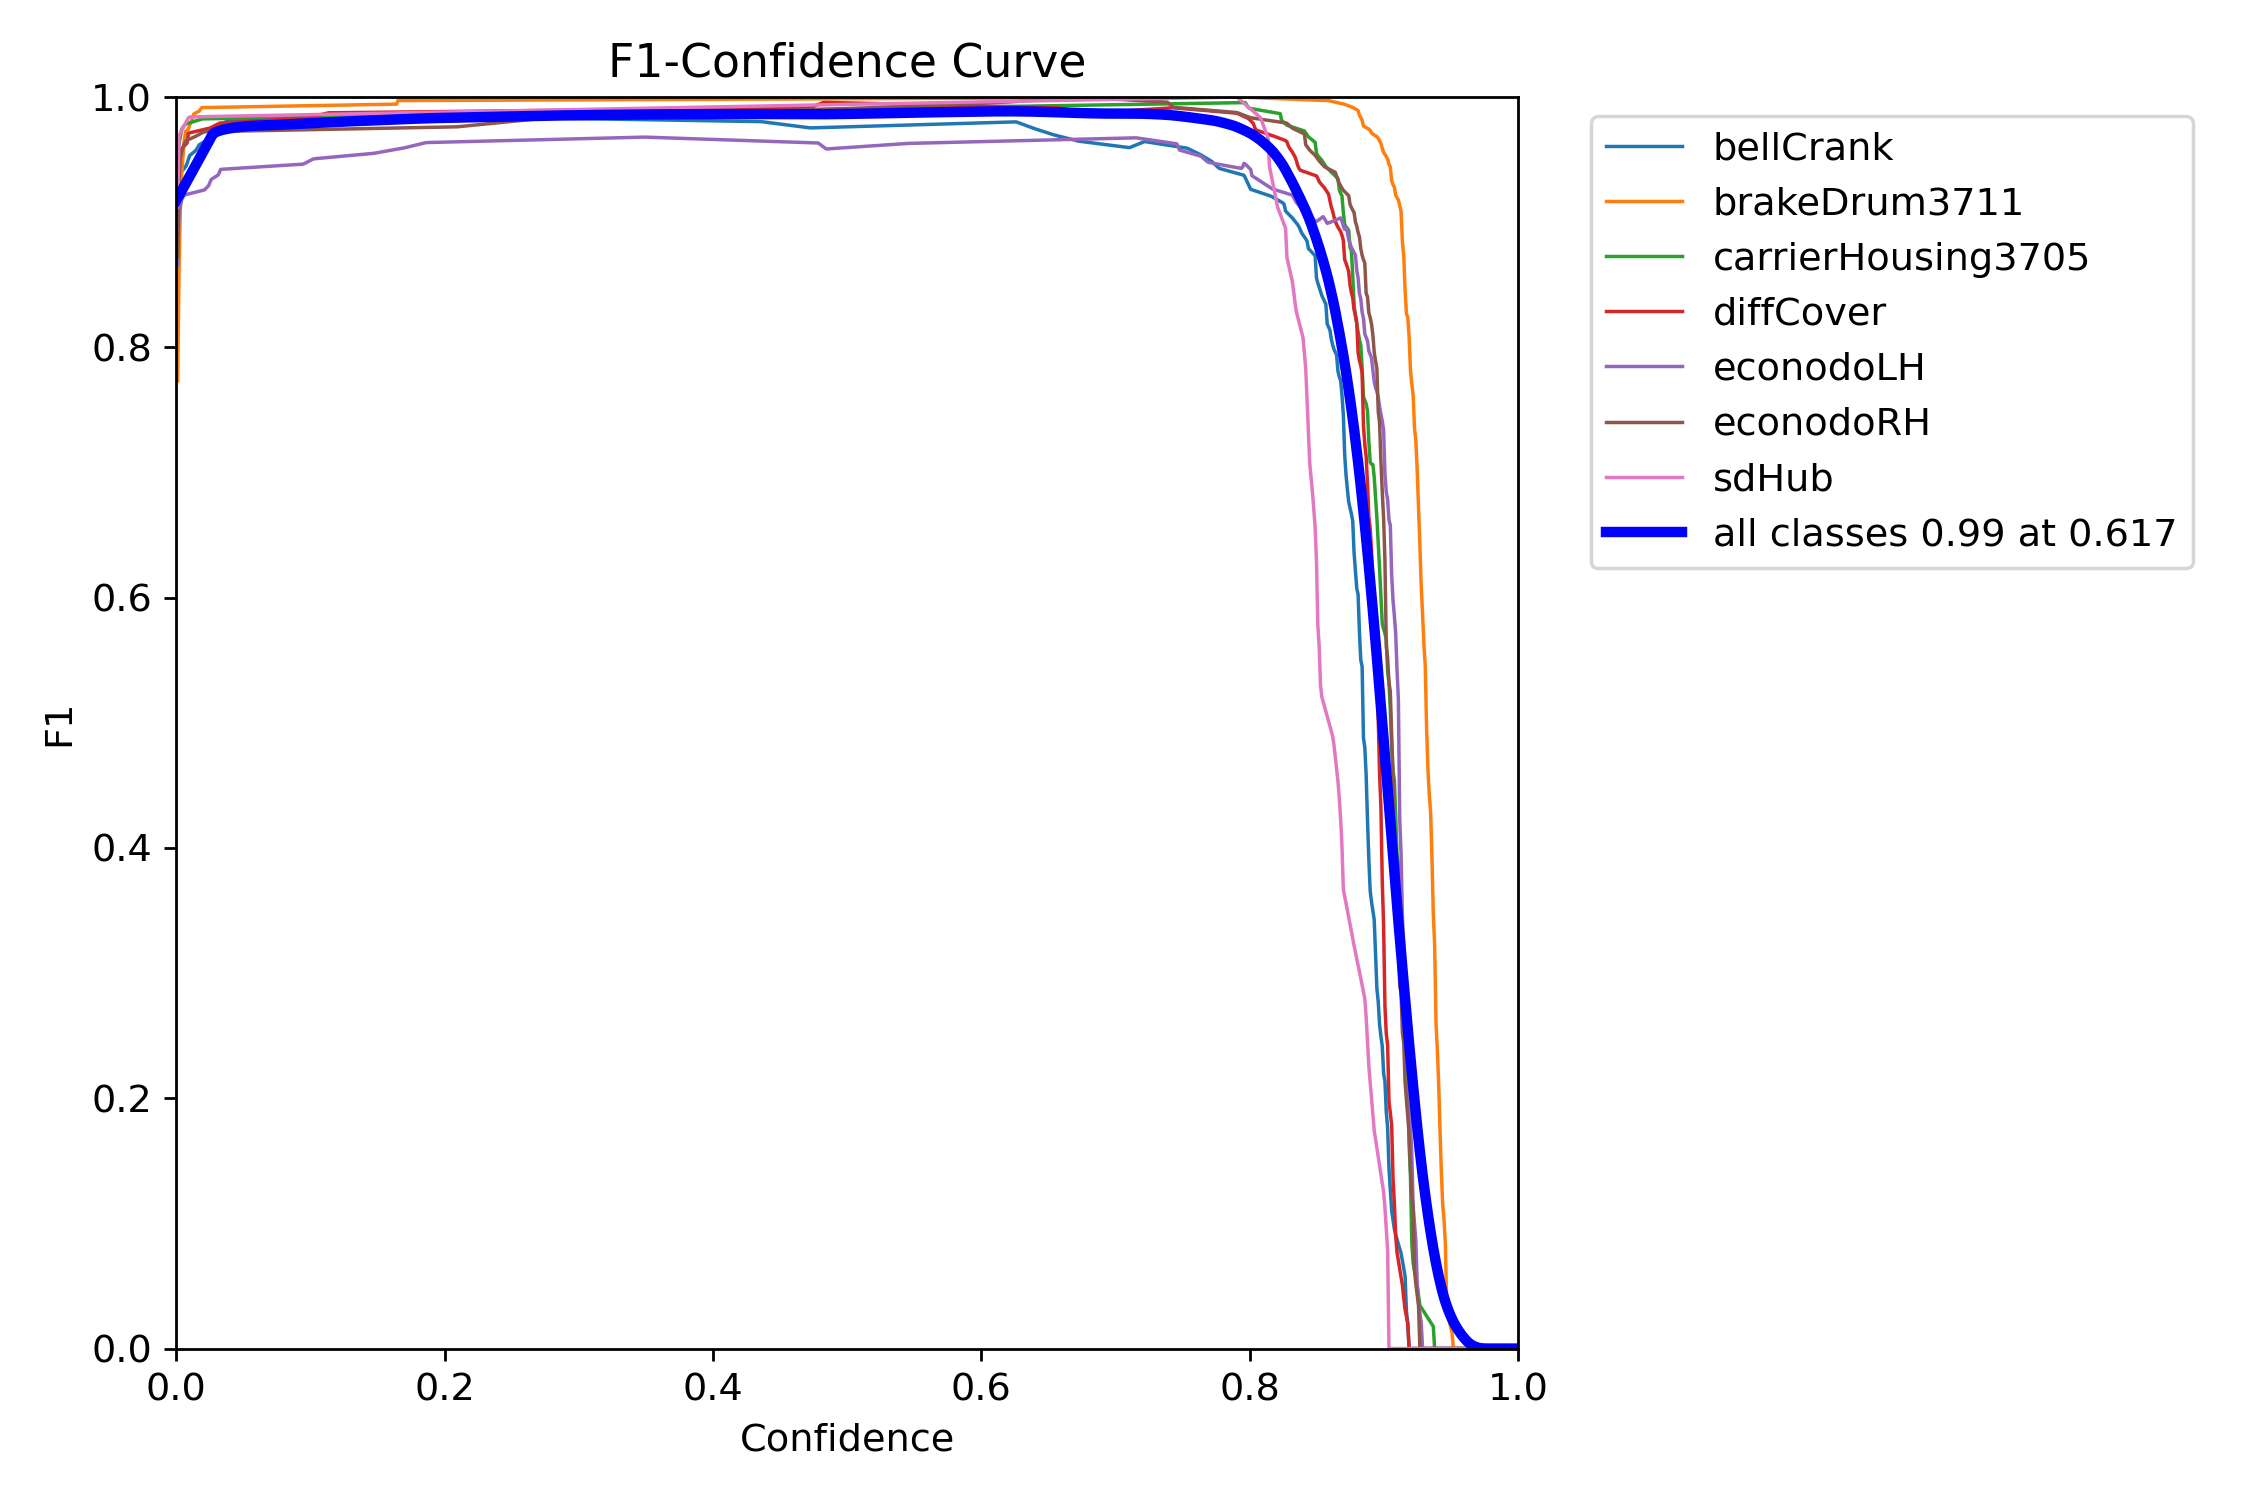 F1-Confidence Curve
1.0
0.8
0.6
0.4
0.2
0.0
F1
0.0 0.2 0.4 0.6 0.8 1.0
Confidence
bellCrank
brakeDrum3711
carrierHousing3705
diffCover
econodoLH
econodoRH
sdHub
all classes 0.99 at 0.617